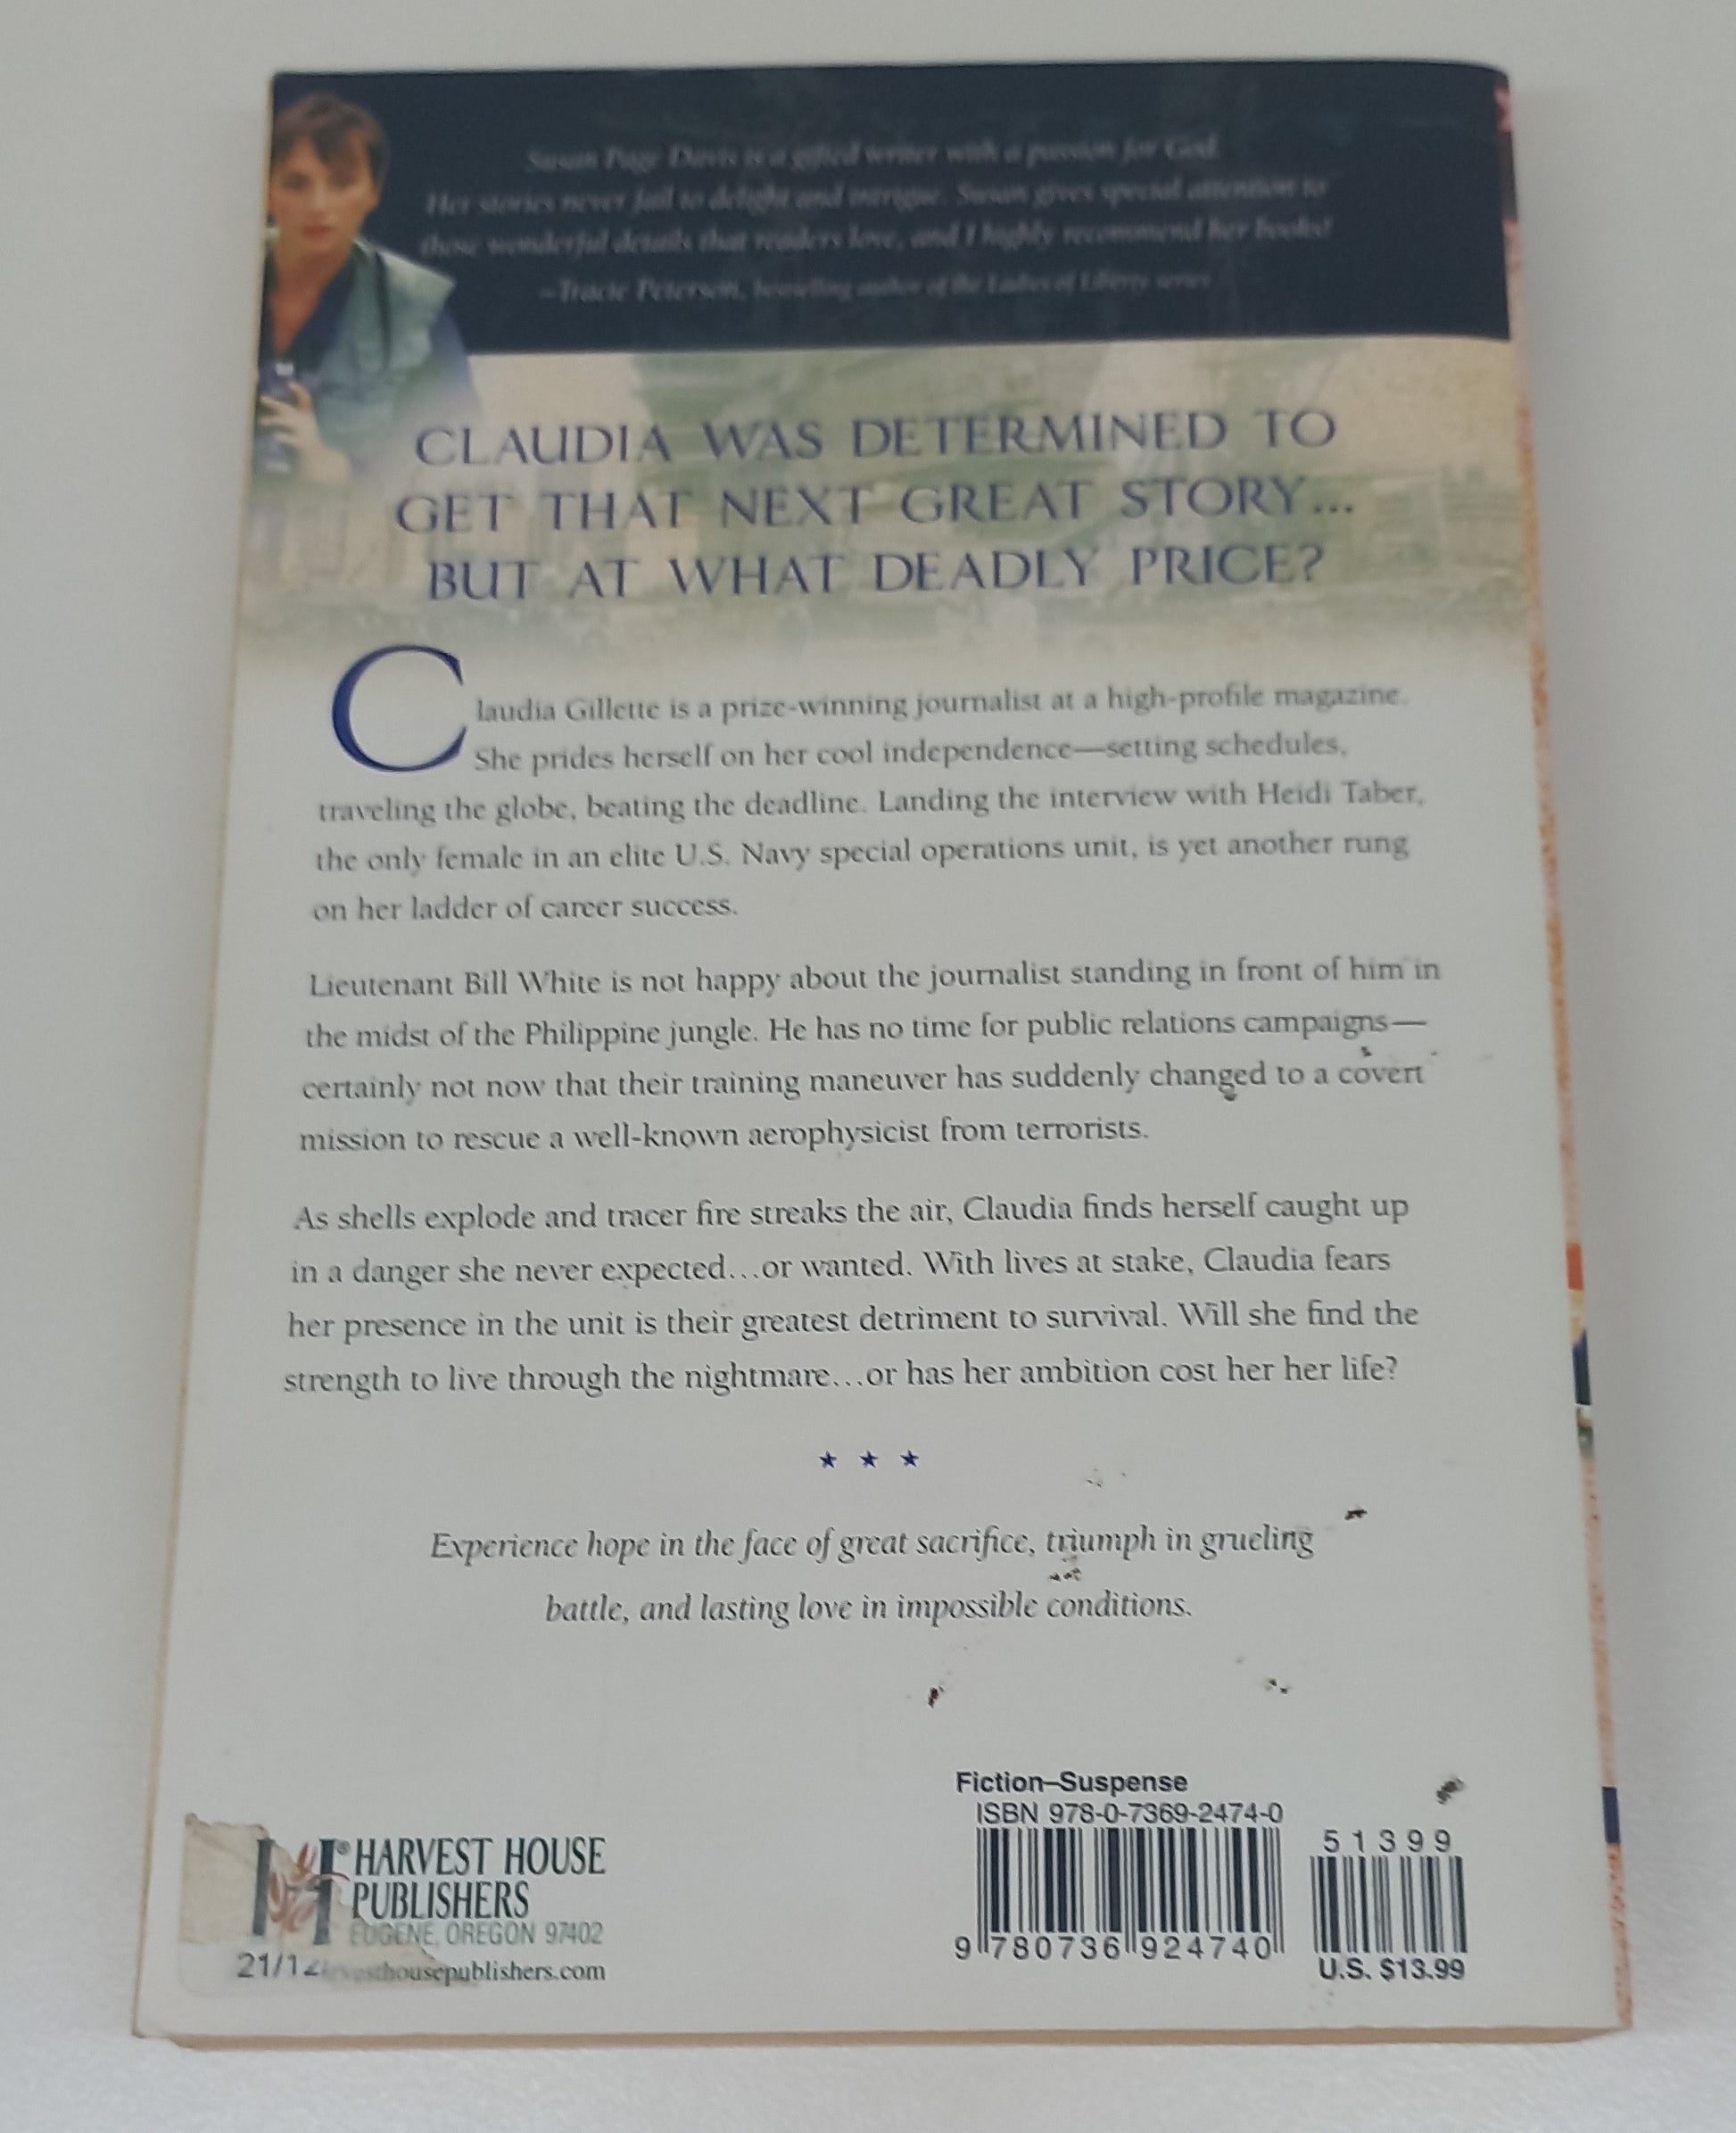 Susan Page Davis is a gifted writer with a passion for God.
Her stories never fail to delight and intrigue. Susan gives special attention to
those wonderful details that readers love, and I highly recommend her books!
–Tracie Peterson, bestselling author of the Ladies of Liberty series
CLAUDIA WAS DETERMINED TO
GET THAT NEXT GREAT STORY...
BUT AT WHAT DEADLY PRICE?
Claudia Gillette is a prize-winning journalist at a high-profile magazine.
She prides herself on her cool independence—setting schedules,
traveling the globe, beating the deadline. Landing the interview with Heidi Taber,
the only female in an elite U.S. Navy special operations unit, is yet another rung
on her ladder of career success.
Lieutenant Bill White is not happy about the journalist standing in front of him in
the midst of the Philippine jungle. He has no time for public relations campaigns—
certainly not now that their training maneuver has suddenly changed to a covert
mission to rescue a well-known aerophysicist from terrorists.
As shells explode and tracer fire streaks the air, Claudia finds herself caught up
in a danger she never expected...or wanted. With lives at stake, Claudia fears
her presence in the unit is their greatest detriment to survival. Will she find the
strength to live through the nightmare...or has her ambition cost her her life?
★ ★ ★
Experience hope in the face of great sacrifice, triumph in grueling
battle, and lasting love in impossible conditions.
Fiction–Suspense
ISBN 978-0-7369-2474-0
51399
9 780736 924740
U.S. $13.99
H® HARVEST HOUSE
PUBLISHERS
EUGENE, OREGON 97402
21/12
housepublishers.com